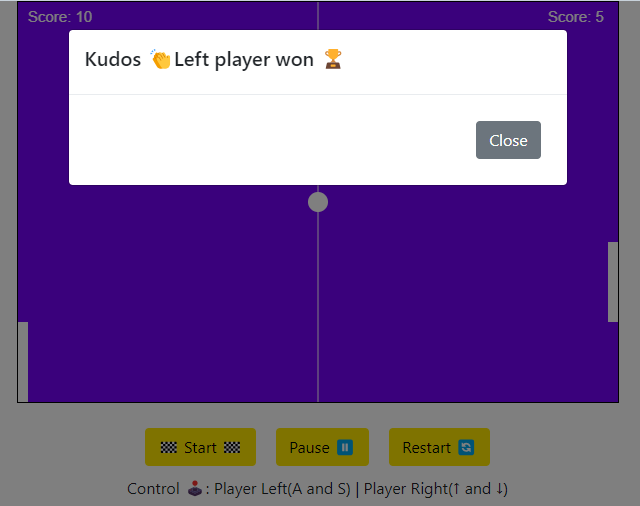 Score: 10 Score: 5
Kudos 👏Left player won 🏆
Close
🏁 Start 🏁 Pause ⏸️ Restart 🔄
Control 🕹️: Player Left(A and S) | Player Right(↑ and ↓)